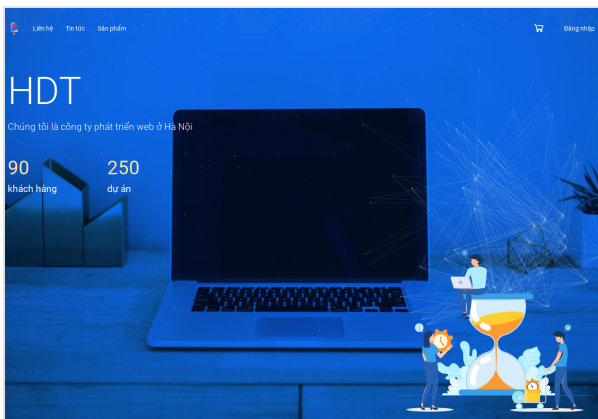 Liên hệ Tin tức Sản phẩm Đăng nhập
HDT
Chúng tôi là công ty phát triển web ở Hà Nội
90 250
khách hàng dự án